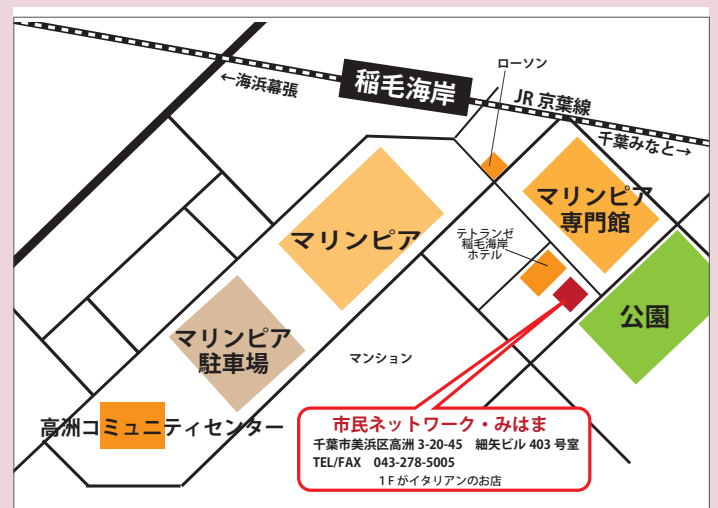 ローソン
←海浜幕張
稲毛海岸
JR 京葉線
千葉みなと→
マリンピア
専門館
マリンピア
テトランゼ
稲毛海岸
ホテル
公園
マリンピア
駐車場
マンション
高洲コミュニティセンター
市民ネットワーク・みはま
千葉市美浜区高洲 3-20-45　細矢ビル 403 号室
TEL/FAX　043-278-5005
1F がイタリアンのお店